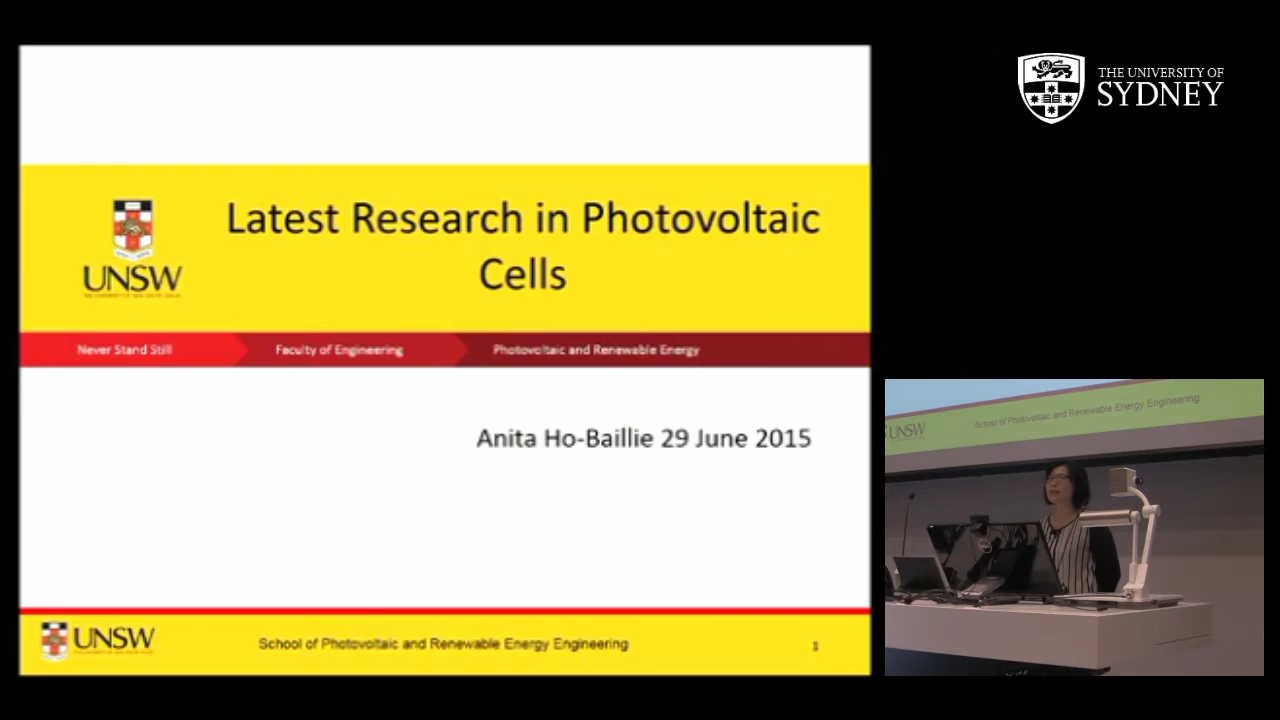 THE UNIVERSITY OF
SYDNEY
Latest Research in Photovoltaic
Cells
UNSW
Never Stand Still
Faculty of Engineering
Photovoltaic and Renewable Energy
Anita Ho-Baillie 29 June 2015
UNSW
School of Photovoltaic and Renewable Energy Engineering
1
UNSW
School of Photovoltaic and Renewable Energy Engineering